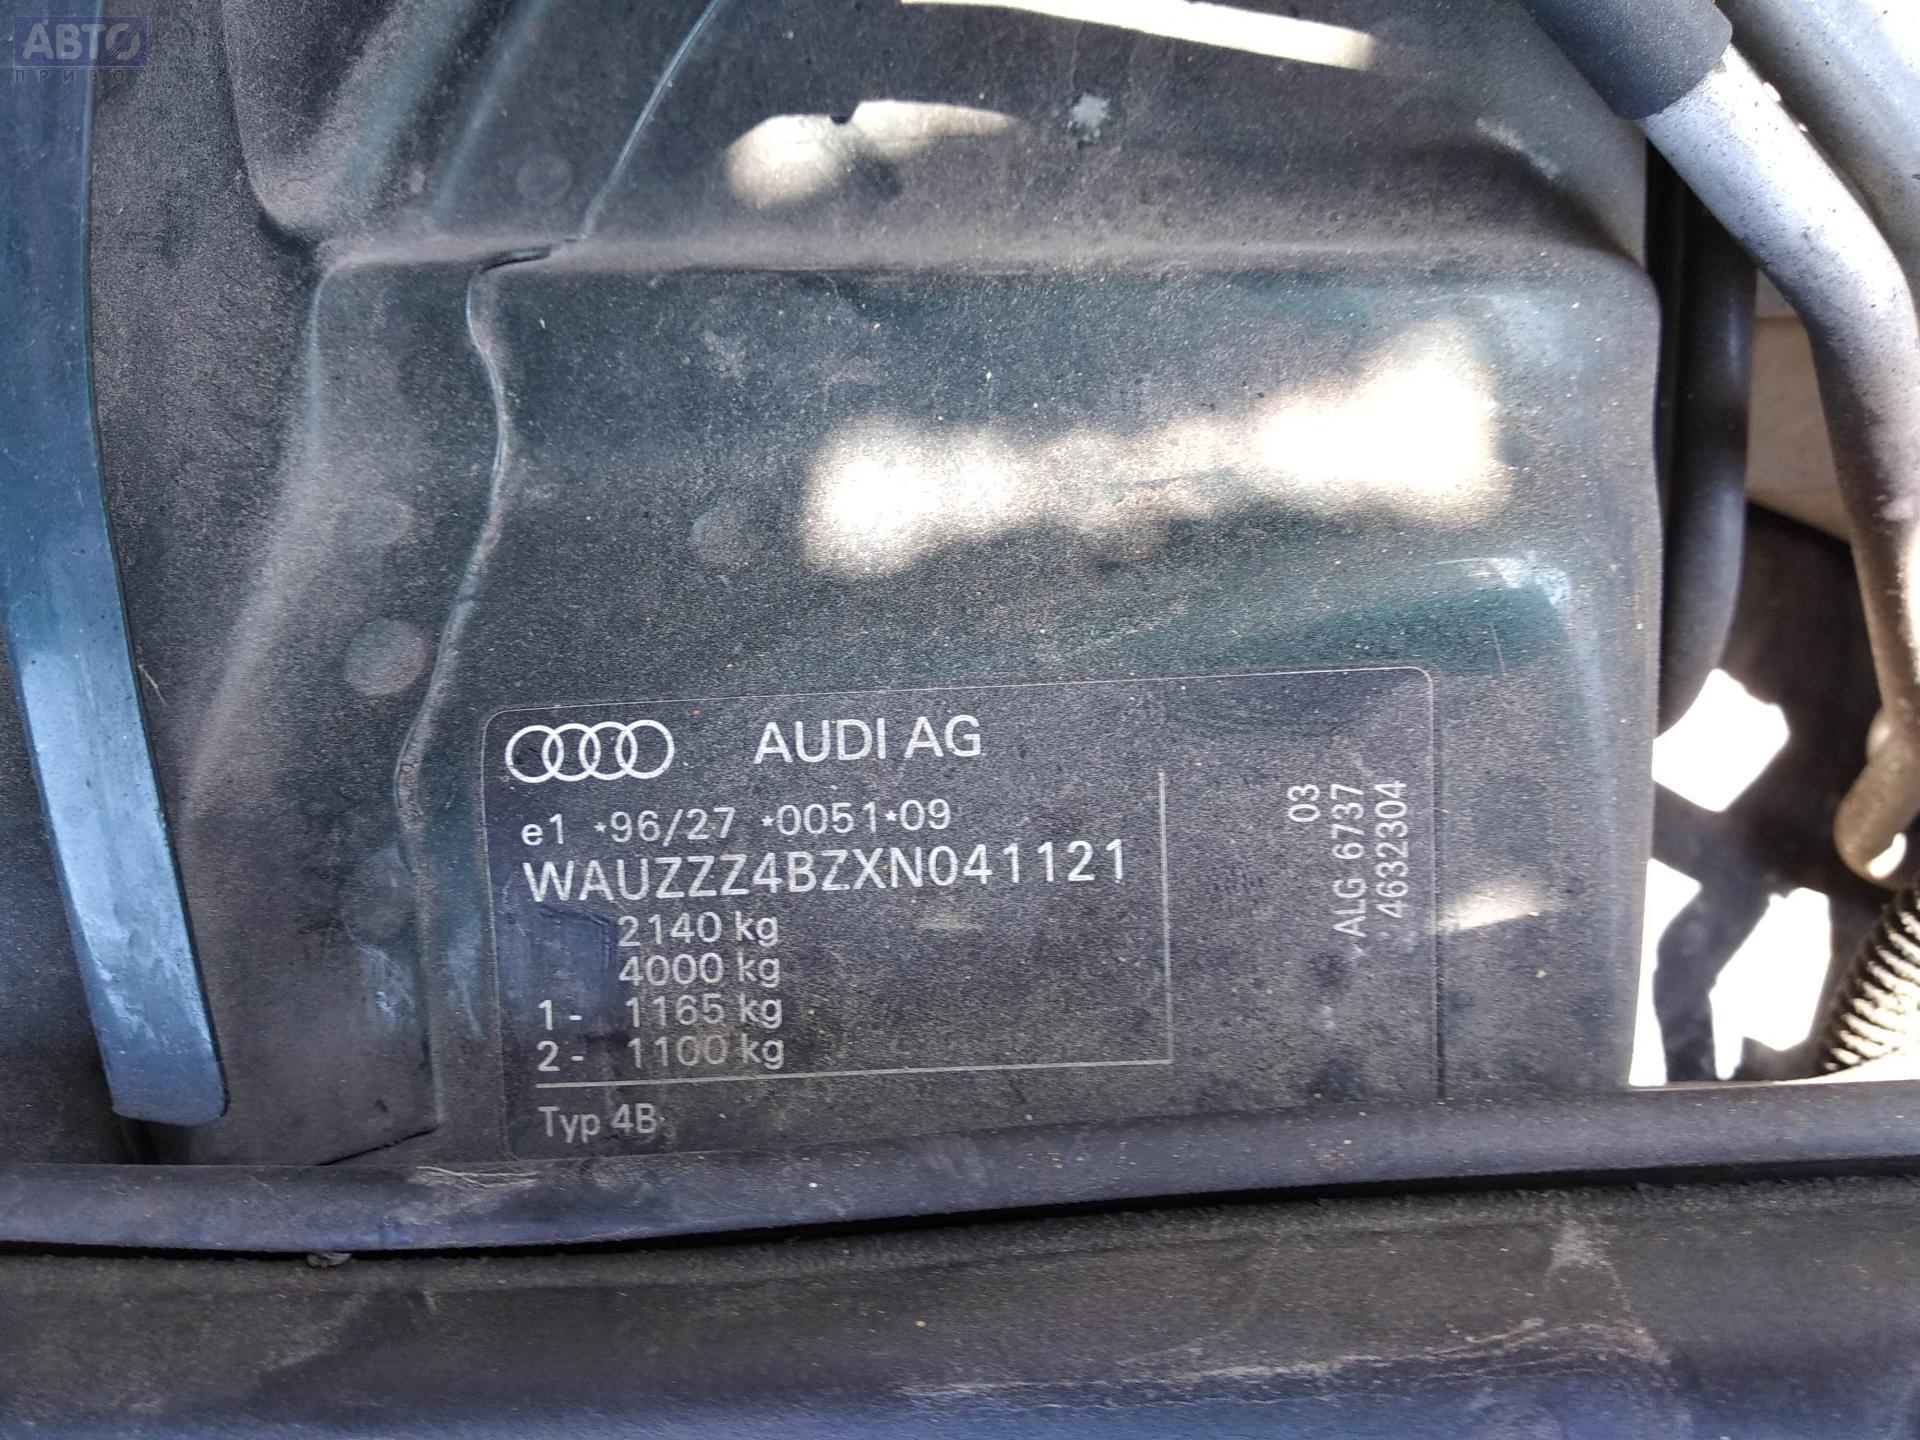 АВТО
ПРИВОЗ
AUDI AG
e1 *96/27 *0051*09
WAUZZZ4BZXN041121
2140 kg
4000 kg
1- 1165 kg
2- 1100 kg
Typ 4B
03
ALG 6737
4632304